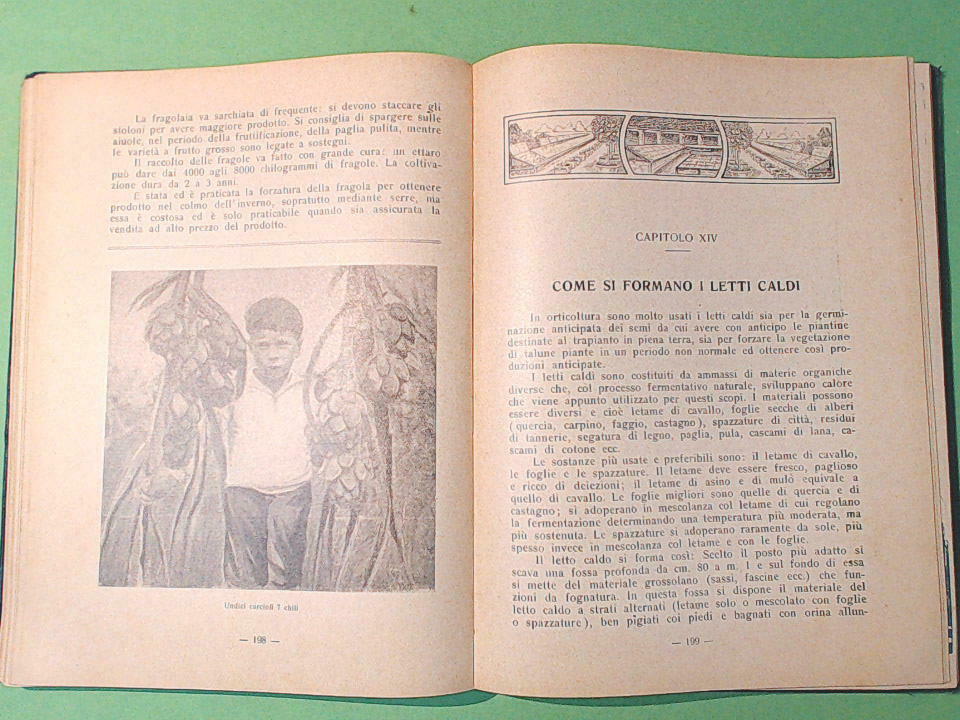 La fragolaia va sarchiata di frequente: si devono staccare gli
stoloni per avere maggiore prodotto. Si consiglia di spargere sulle
aiuole, nel periodo della fruttificazione, della paglia pulita, mentre
le varietà a frutto grosso sono legate a sostegni.
Il raccolto delle fragole va fatto con grande cura: un ettaro
può dare dai 4000 agli 8000 chilogrammi di fragole. La coltiva-
zione dura da 2 a 3 anni.
E stata ed è praticata la forzatura della fragola per ottenere
prodotto nel colmo dell'inverno, sopratutto mediante serre, ma
essa è costosa ed è solo praticabile quando sia assicurata la
vendita ad alto prezzo del prodotto.
Undici carciofi 7 chili
— 198 —
CAPITOLO XIV
COME SI FORMANO I LETTI CALDI
In orticoltura sono molto usati i letti caldi sia per la germi-
nazione anticipata dei semi da cui avere con anticipo le piantine
destinate al trapianto in piena terra, sia per forzare la vegetazione
di talune piante in un periodo non normale ed ottenere così pro-
duzioni anticipate.
I letti caldi sono costituiti da ammassi di materie organiche
diverse che, col processo fermentativo naturale, sviluppano calore
che viene appunto utilizzato per questi scopi. I materiali possono
essere diversi e cioè letame di cavallo, foglie secche di alberi
(quercia, carpino, faggio, castagno), spazzature di città, residui
di tannerie, segatura di legno, paglia, pula, cascami di lana, ca-
scami di cotone ecc.
Le sostanze più usate e preferibili sono: il letame di cavallo,
le foglie e le spazzature. Il letame deve essere fresco, paglioso
e ricco di deiezioni; il letame di asino e di mulo equivale a
quello di cavallo. Le foglie migliori sono quelle di quercia e di
castagno; si adoperano in mescolanza col letame di cui regolano
la fermentazione determinando una temperatura più moderata, ma
più sostenuta. Le spazzature si adoperano raramente da sole, più
spesso invece in mescolanza col letame e con le foglie.
Il letto caldo si forma così: Scelto il posto più adatto si
scava una fossa profonda da cm. 80 a m. 1 e sul fondo di essa
si mette del materiale grossolano (sassi, fascine ecc.) che fun-
zioni da fognatura. In questa fossa si dispone il materiale del
letto caldo a strati alternati (letame solo o mescolato con foglie
o spazzature), ben pigiati coi piedi e bagnati con orina allun-
— 199 —